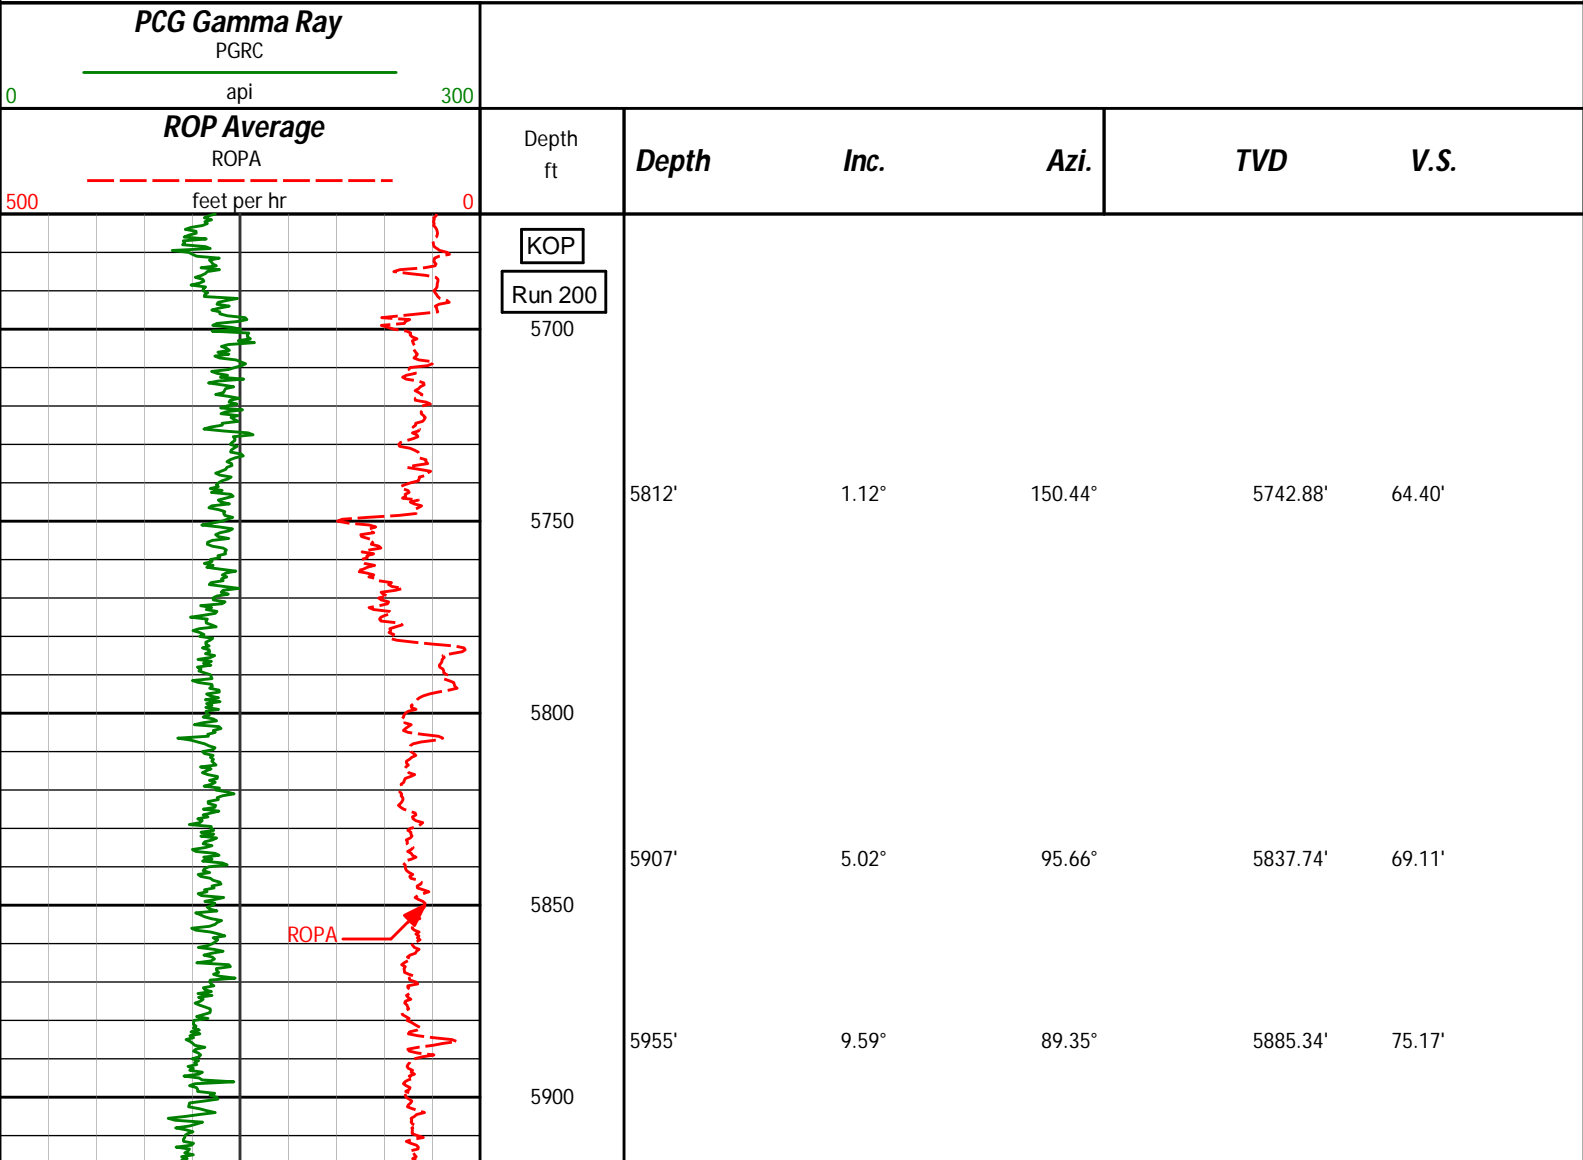 PCG Gamma Ray
PGRC
0 api 300
ROP Average
ROPA
500 feet per hr 0
Depth
ft
Depth Inc. Azi. TVD V.S.
KOP
Run 200
5700
5812' 1.12° 150.44° 5742.88' 64.40'
5750
5800
5907' 5.02° 95.66° 5837.74' 69.11'
5850
ROPA
5955' 9.59° 89.35° 5885.34' 75.17'
5900